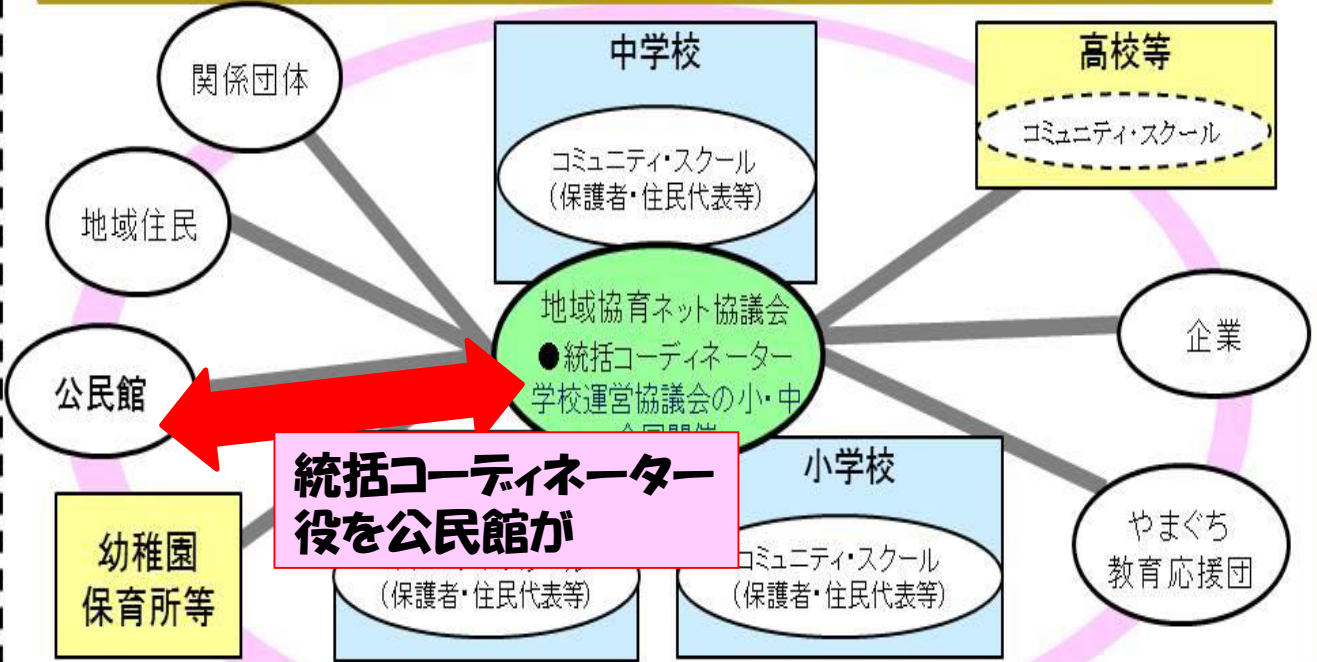 中学校
コミュニティ・スクール
(保護者・住民代表等)
高校等
コミュニティ・スクール
関係団体
地域住民
公民館
地域協育ネット協議会
●統括コーディネーター
学校運営協議会の小・中
企業
統括コーディネーター
役を公民館が
小学校
コミュニティ・スクール
(保護者・住民代表等)
(保護者・住民代表等)
幼稚園
保育所等
やまぐち
教育応援団